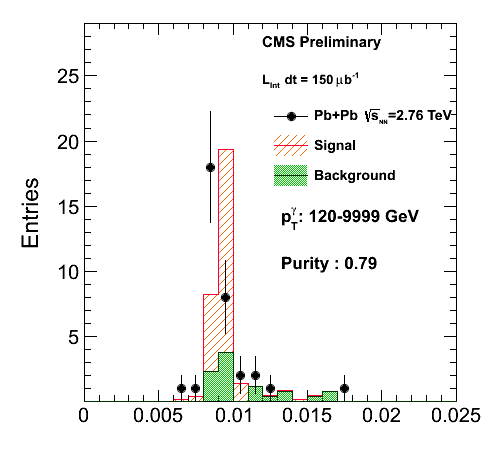 CMS Preliminary
L_int dt = 150 μb⁻¹
Pb+Pb √s_NN=2.76 TeV
Signal
Background
p_T^γ: 120-9999 GeV
Purity : 0.79
Entries
25
20
15
10
5
0 0.005 0.01 0.015 0.02 0.025